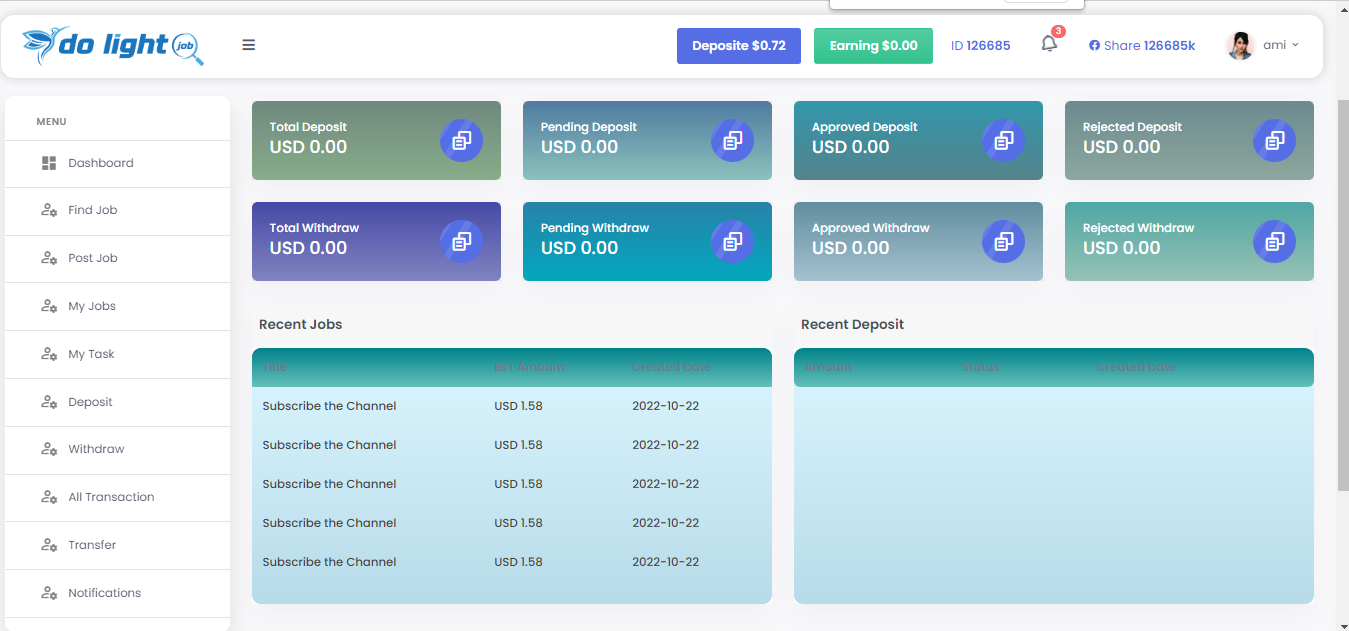 do light job
Deposite $0.72
Earning $0.00
ID 126685
3
Share 126685k
ami
MENU
Dashboard
Find Job
Post Job
My Jobs
My Task
Deposit
Withdraw
All Transaction
Transfer
Notifications
Total Deposit
USD 0.00
Pending Deposit
USD 0.00
Approved Deposit
USD 0.00
Rejected Deposit
USD 0.00
Total Withdraw
USD 0.00
Pending Withdraw
USD 0.00
Approved Withdraw
USD 0.00
Rejected Withdraw
USD 0.00
Recent Jobs
Title EST Amount Created Date
Subscribe the Channel USD 1.58 2022-10-22
Subscribe the Channel USD 1.58 2022-10-22
Subscribe the Channel USD 1.58 2022-10-22
Subscribe the Channel USD 1.58 2022-10-22
Subscribe the Channel USD 1.58 2022-10-22
Recent Deposit
Amount Status Created Date